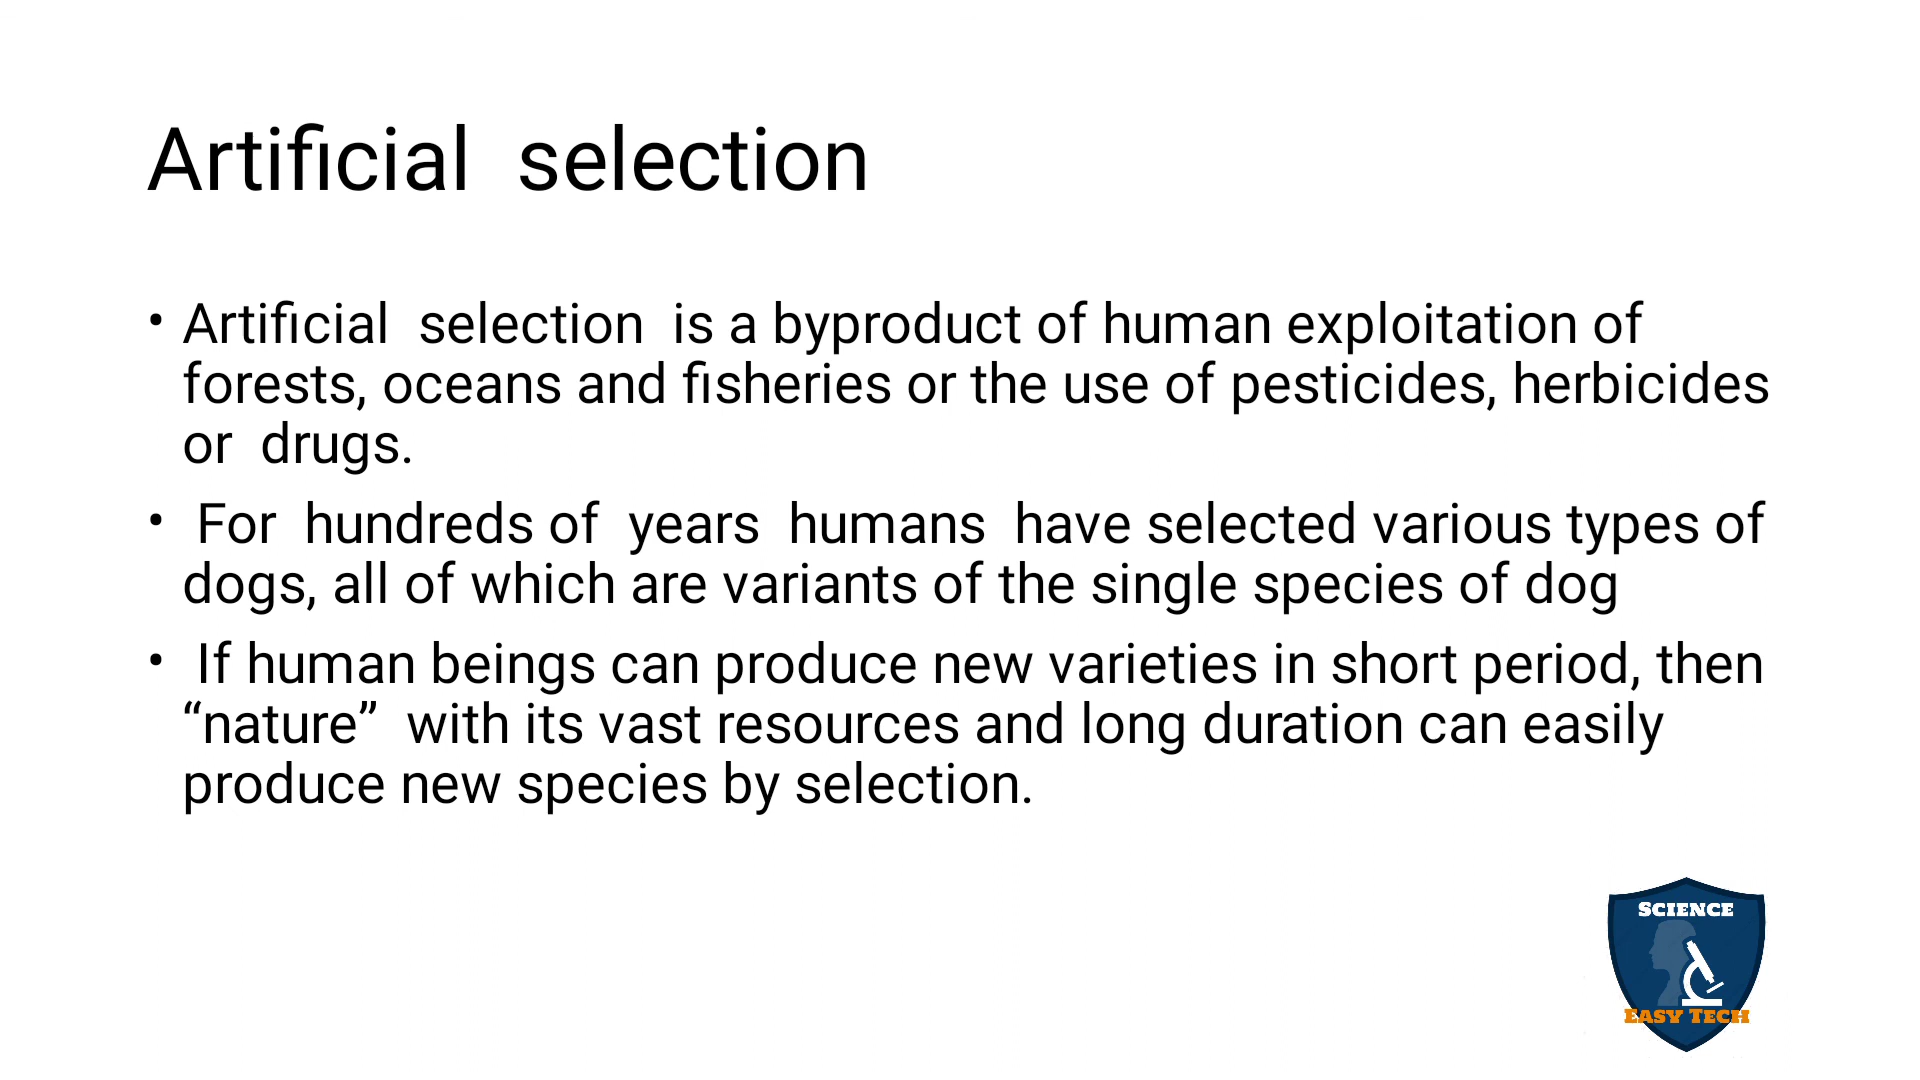 Artificial  selection
• Artificial  selection  is a byproduct of human exploitation of
forests, oceans and fisheries or the use of pesticides, herbicides
or  drugs.
•  For  hundreds of  years  humans  have selected various types of
dogs, all of which are variants of the single species of dog
•  If human beings can produce new varieties in short period, then
“nature”  with its vast resources and long duration can easily
produce new species by selection.
SCIENCE
EASY TECH